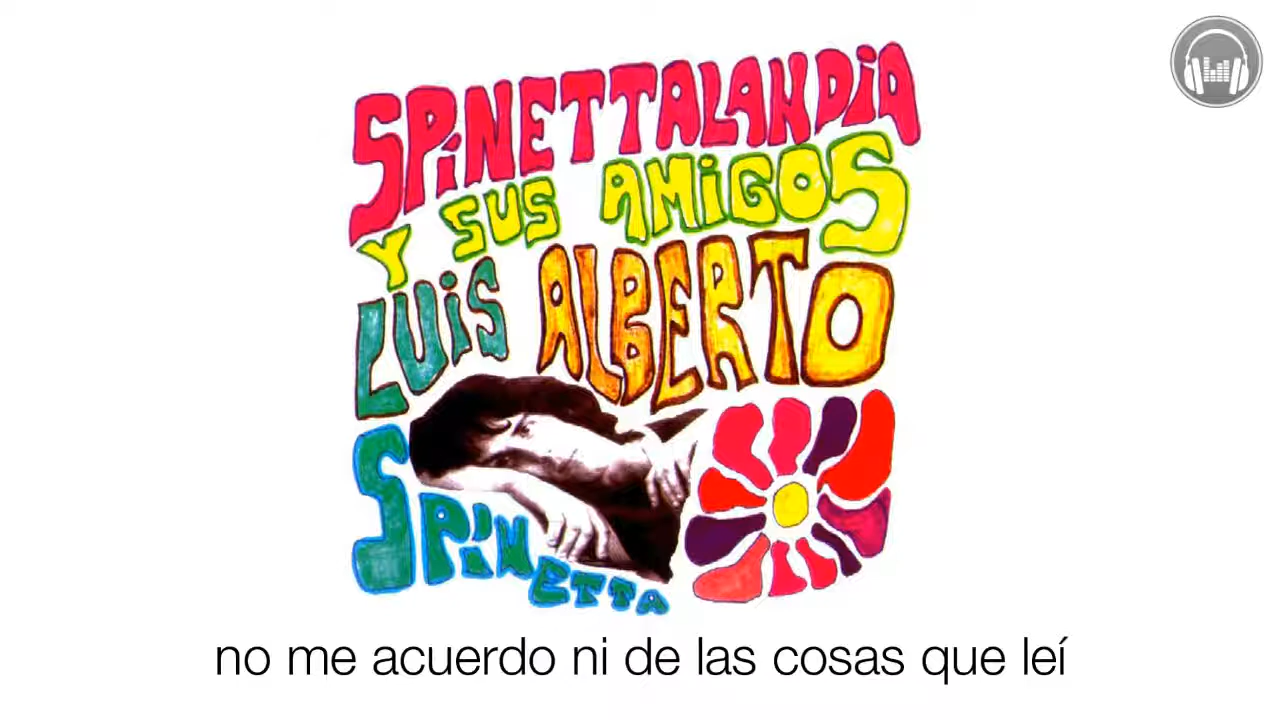 SPiNETTALANDiA
Y SUS AMiGOS
LUiS ALBERTO
SPiNETTA
no me acuerdo ni de las cosas que leí